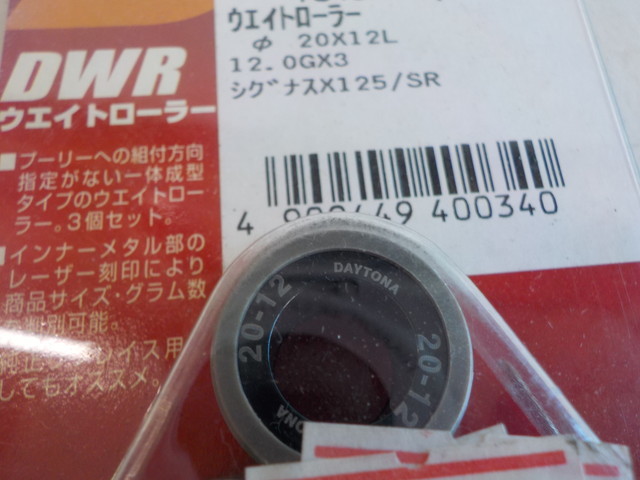 ウエイトローラー
φ 20X12L
12.0GX3
シグナスX125/SR
DWR
ウエイトローラー
■プーリーへの組付方向
指定がない一体成型
タイプのウエイトロー
ラー。3個セット。
■インナーメタル部の
レーザー刻印により
商品サイズ・グラム数
可能。
してもオススメ。
400340
DAYTONA
20-12
20-12